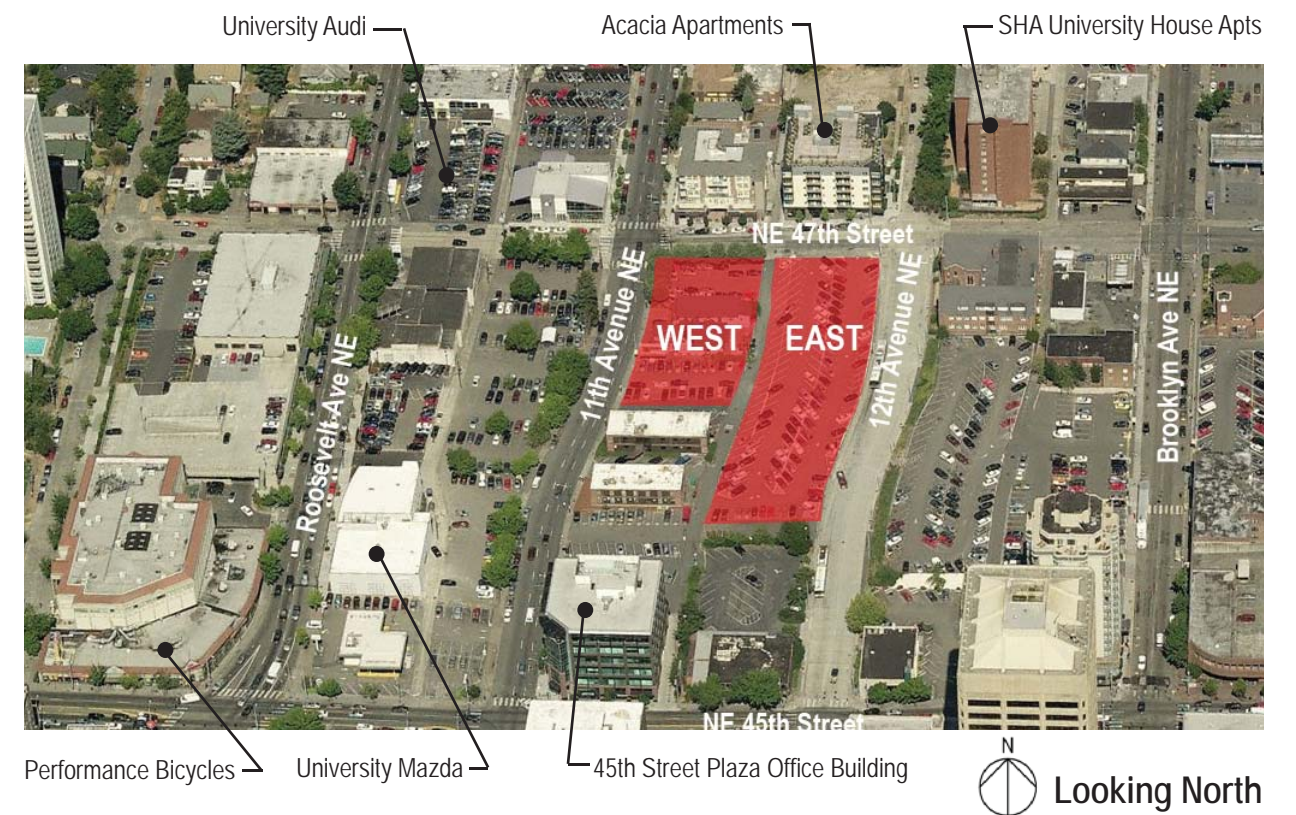 University Audi
Acacia Apartments
SHA University House Apts
NE 47th Street
11th Avenue NE
12th Avenue NE
WEST
EAST
Roosevelt Ave NE
Brooklyn Ave NE
NE 45th Street
Performance Bicycles
University Mazda
45th Street Plaza Office Building
N
Looking North